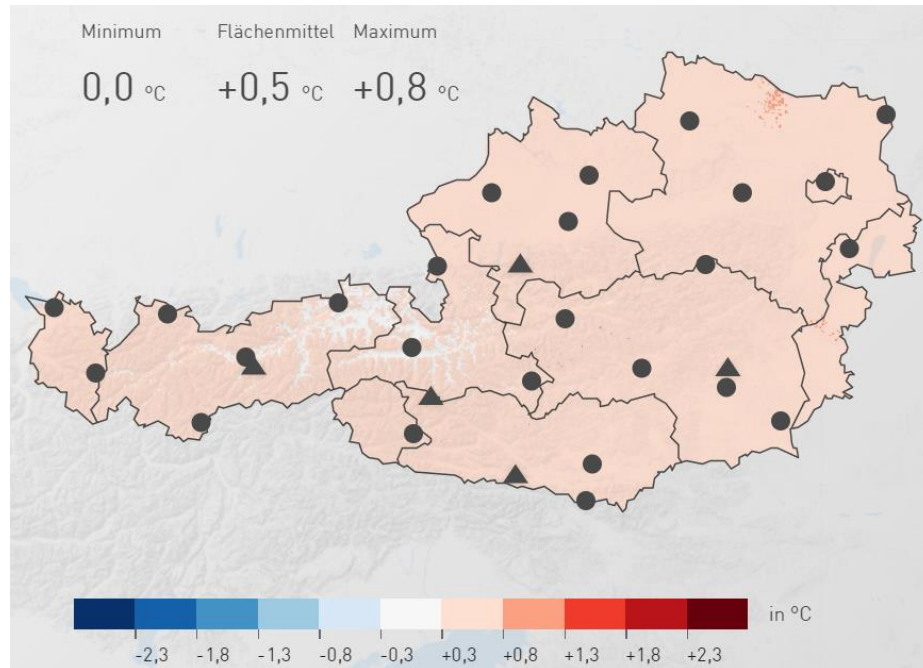 Minimum Flächenmittel Maximum
0,0 °C +0,5 °C +0,8 °C
in °C
-2,3 -1,8 -1,3 -0,8 -0,3 +0,3 +0,8 +1,3 +1,8 +2,3